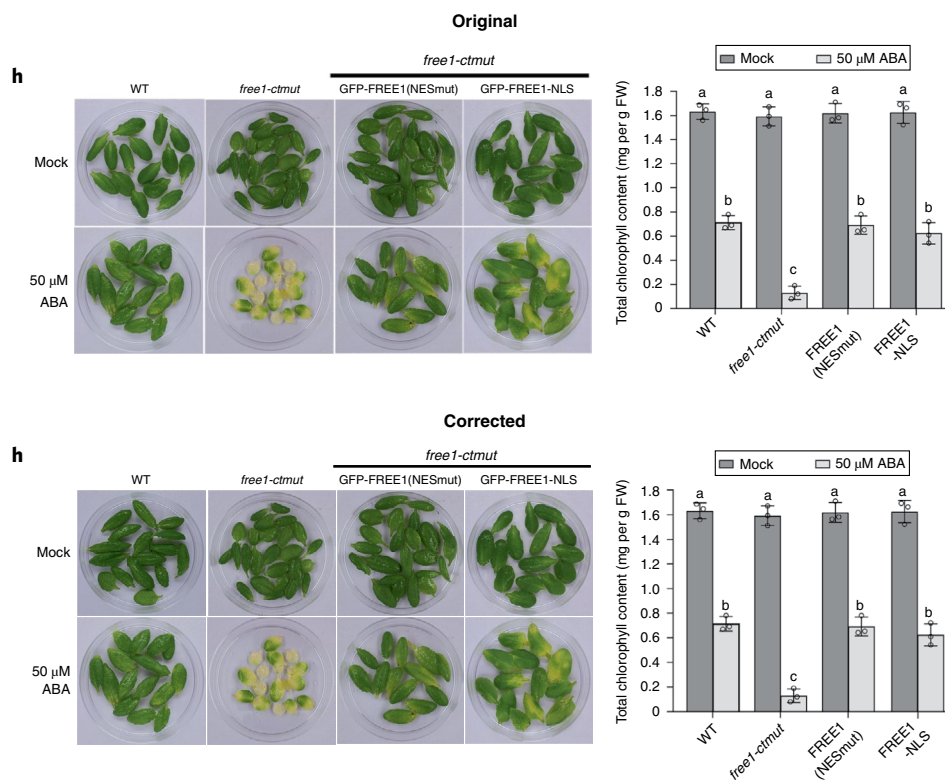 Original
h
free1-ctmut
WT
free1-ctmut
GFP-FREE1(NESmut)
GFP-FREE1-NLS
Mock
50 μM
ABA
Mock
50 μM ABA
Total chlorophyll content (mg per g FW)
1.8
1.6
1.4
1.2
1.0
0.8
0.6
0.4
0.2
0
a
b
a
c
a
b
a
b
WT
free1-ctmut
FREE1
(NESmut)
FREE1
-NLS
Corrected
h
free1-ctmut
WT
free1-ctmut
GFP-FREE1(NESmut)
GFP-FREE1-NLS
Mock
50 μM
ABA
Mock
50 μM ABA
Total chlorophyll content (mg per g FW)
1.8
1.6
1.4
1.2
1.0
0.8
0.6
0.4
0.2
0
a
b
a
c
a
b
a
b
WT
free1-ctmut
FREE1
(NESmut)
FREE1
-NLS